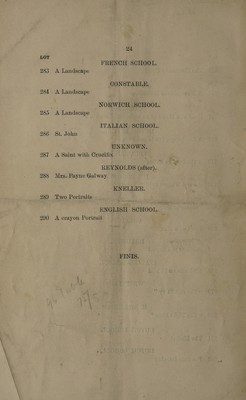 24
LOT
FRENCH SCHOOL.
283 A Landscape
CONSTABLE.
284 A Landscape
NORWICH SCHOOL.
285 A Landscape
ITALIAN SCHOOL.
286 St. John
UNKNOWN.
287 A Saint with Crucifix
REYNOLDS (after).
288 Mrs. Payne Galwey
KNELLER.
289 Two Portraits
ENGLISH SCHOOL.
290 A crayon Portrait
FINIS.